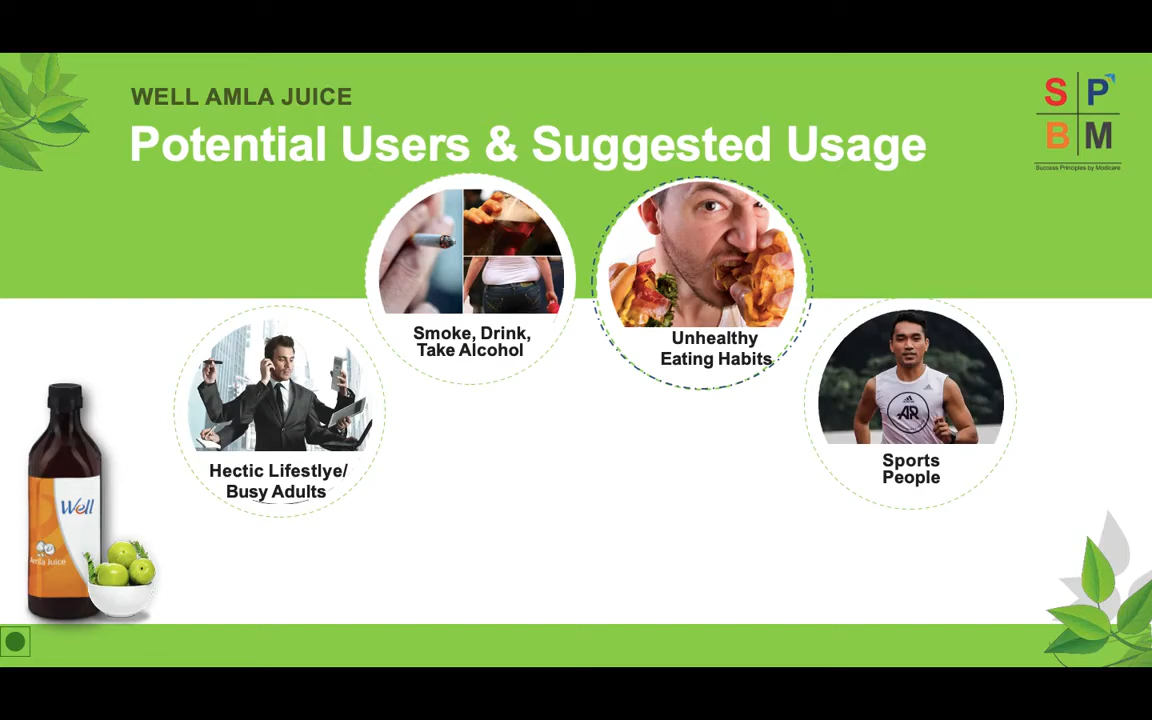 WELL AMLA JUICE
Potential Users & Suggested Usage
S P
B M
Success Principles by Modicare
Smoke, Drink,
Take Alcohol
Unhealthy
Eating Habits
Hectic Lifestlye/
Busy Adults
Sports
People
AR
Well
Amla Juice